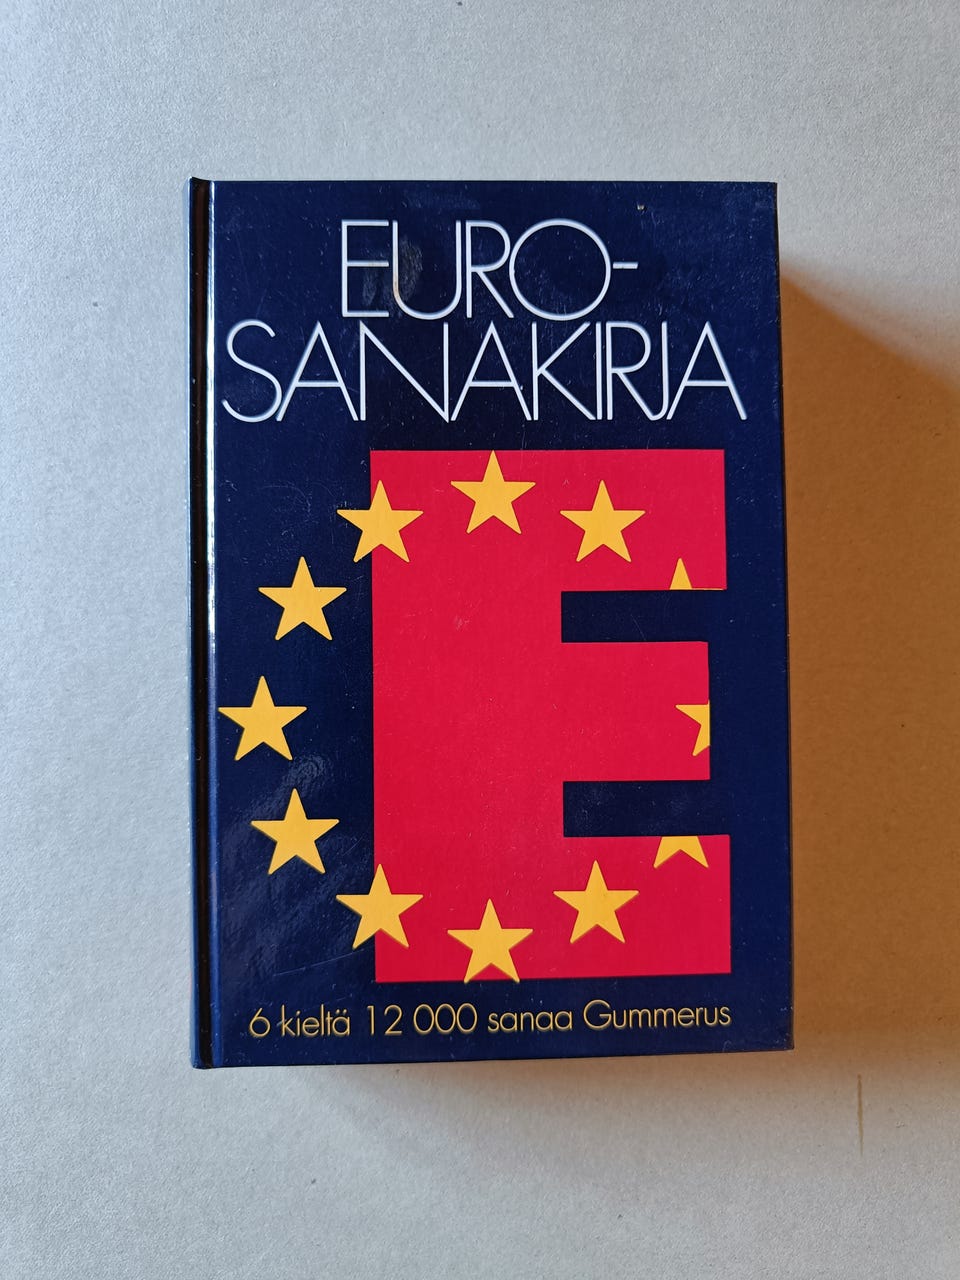 EURO-
SANAKIRJA
6 kieltä 12 000 sanaa Gummerus